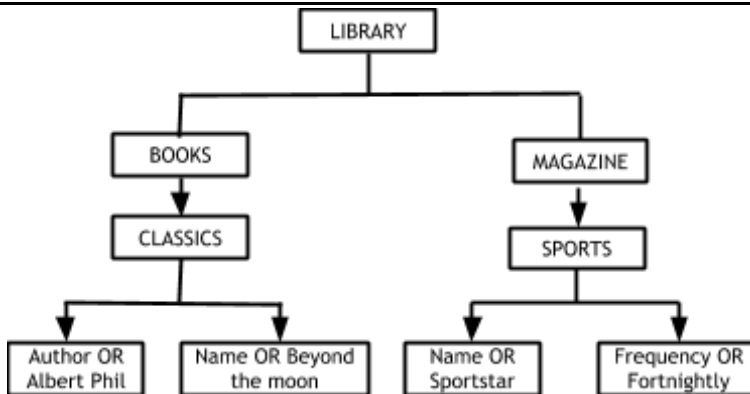 LIBRARY
BOOKS
MAGAZINE
CLASSICS
SPORTS
Author OR
Albert Phil
Name OR Beyond
the moon
Name OR
Sportstar
Frequency OR
Fortnightly